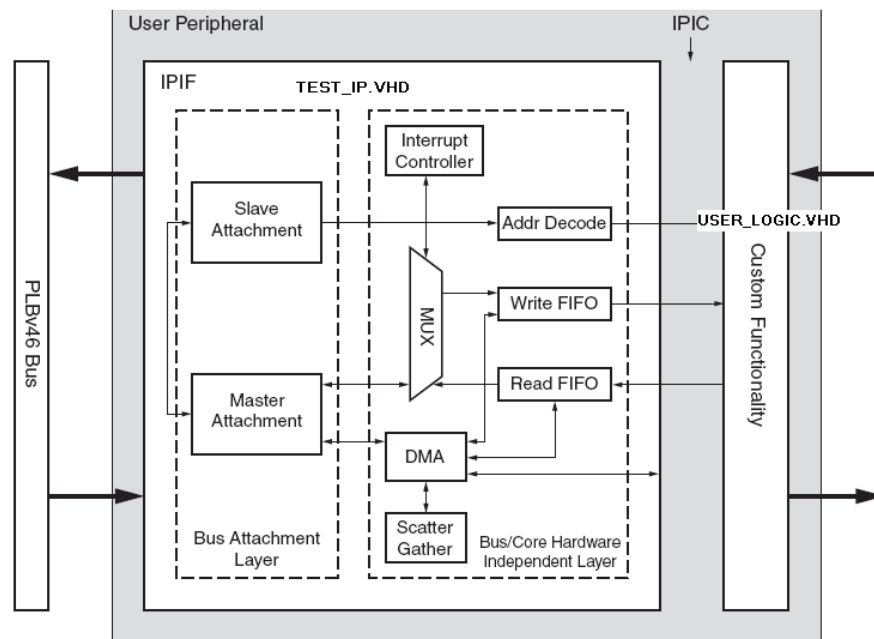 User Peripheral
IPIC
IPIF
TEST_IP.VHD
Interrupt
Controller
Slave
Attachment
Addr Decode
USER_LOGIC.VHD
PLBv46 Bus
MUX
Write FIFO
Custom Functionality
Master
Attachment
Read FIFO
DMA
Scatter
Gather
Bus Attachment
Layer
Bus/Core Hardware
Independent Layer